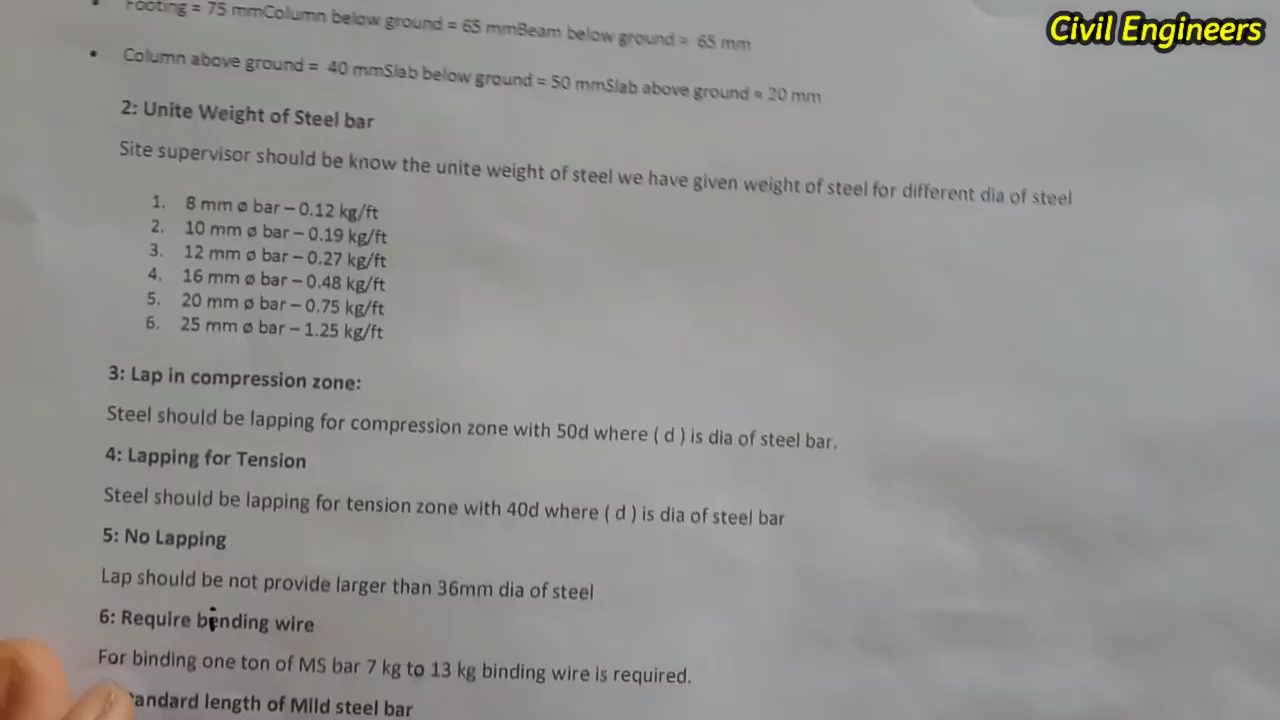 Civil Engineers
Footing = 75 mmColumn below ground = 65 mmBeam below ground = 65 mm
Column above ground = 40 mmSlab below ground = 50 mmSlab above ground = 20 mm
2: Unite Weight of Steel bar
Site supervisor should be know the unite weight of steel we have given weight of steel for different dia of steel
1. 8 mm ø bar – 0.12 kg/ft
2. 10 mm ø bar – 0.19 kg/ft
3. 12 mm ø bar – 0.27 kg/ft
4. 16 mm ø bar – 0.48 kg/ft
5. 20 mm ø bar – 0.75 kg/ft
6. 25 mm ø bar – 1.25 kg/ft
3: Lap in compression zone:
Steel should be lapping for compression zone with 50d where ( d ) is dia of steel bar.
4: Lapping for Tension
Steel should be lapping for tension zone with 40d where ( d ) is dia of steel bar
5: No Lapping
Lap should be not provide larger than 36mm dia of steel
6: Require binding wire
For binding one ton of MS bar 7 kg to 13 kg binding wire is required.
tandard length of Mild steel bar